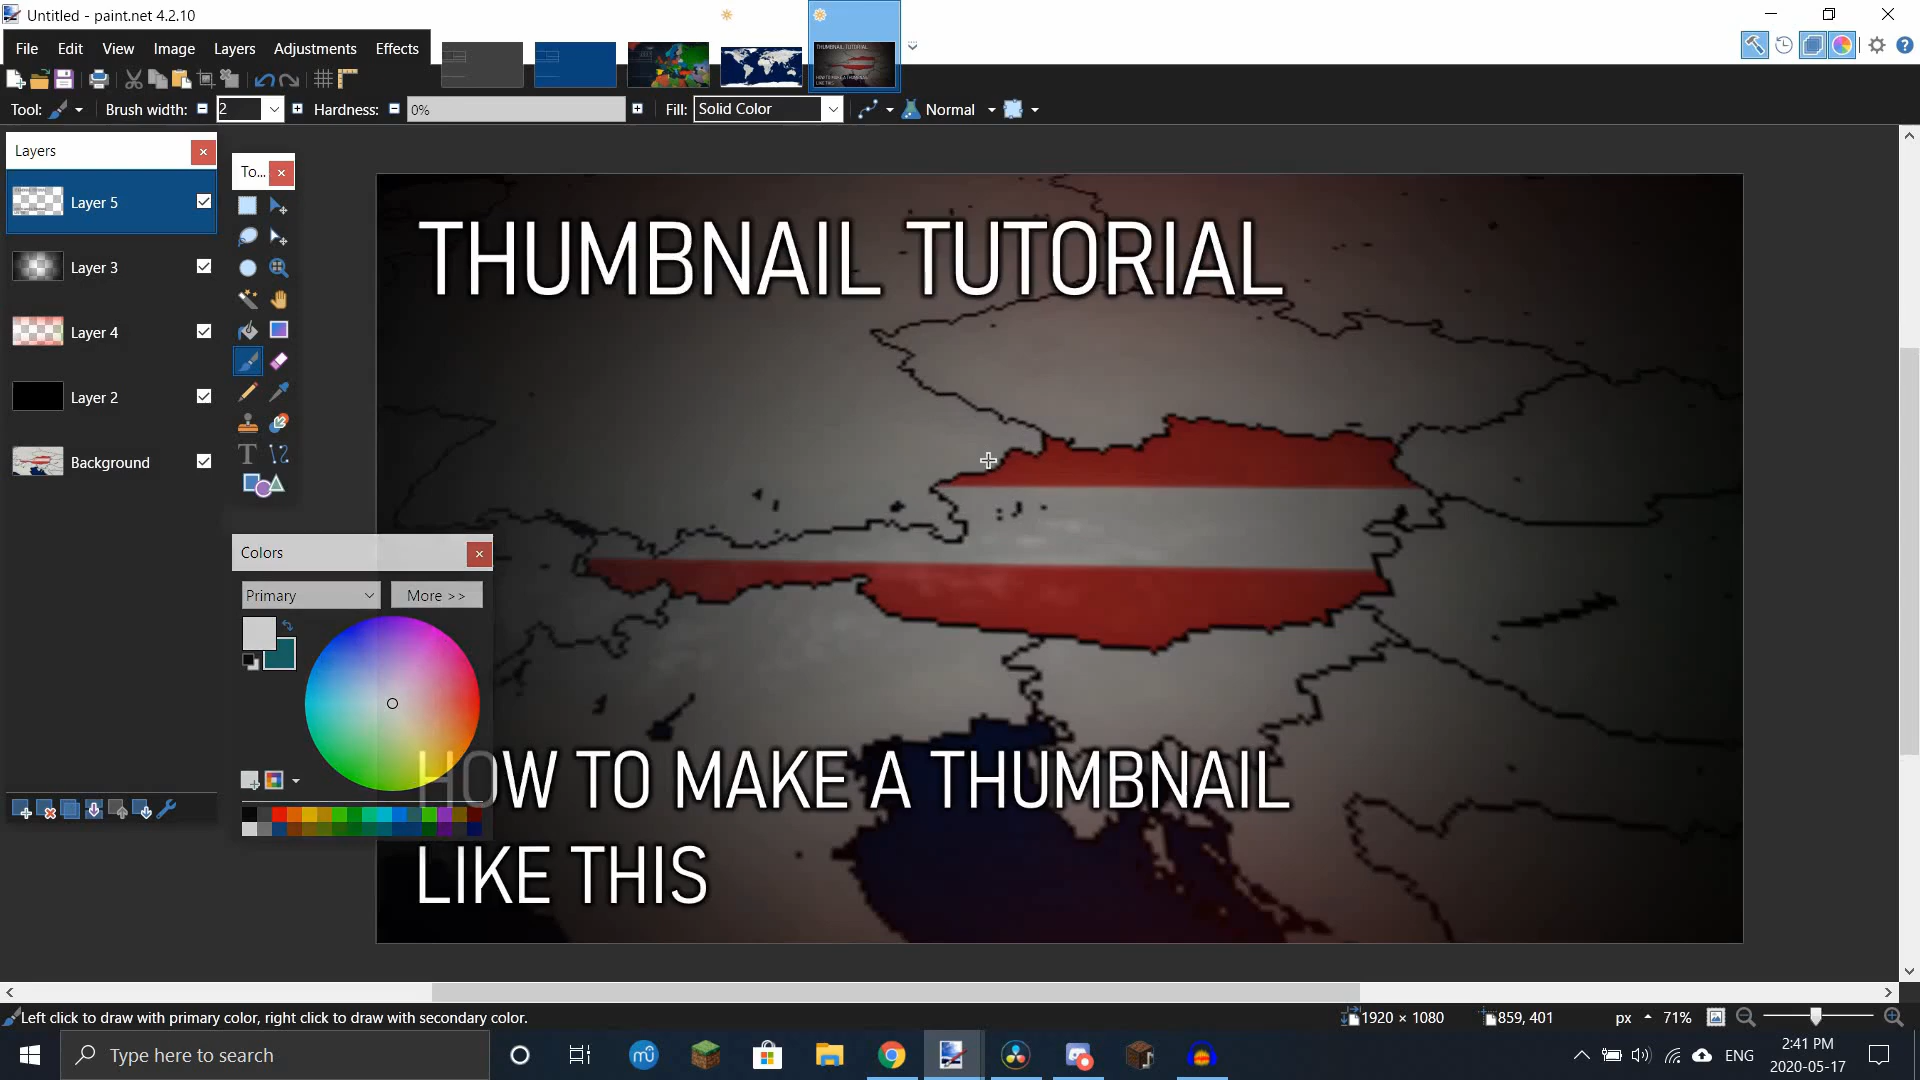 Untitled - paint.net 4.2.10
File Edit View Image Layers Adjustments Effects
Tool: Brush width: 2 Hardness: 0% Fill: Solid Color Normal
Layers
Layer 5
Layer 3
Layer 4
Layer 2
Background
To...
Colors
Primary More >>
THUMBNAIL TUTORIAL
HOW TO MAKE A THUMBNAIL
LIKE THIS
Left click to draw with primary color, right click to draw with secondary color.
1920 × 1080 859, 401 px 71%
Type here to search
ENG
2:41 PM
2020-05-17